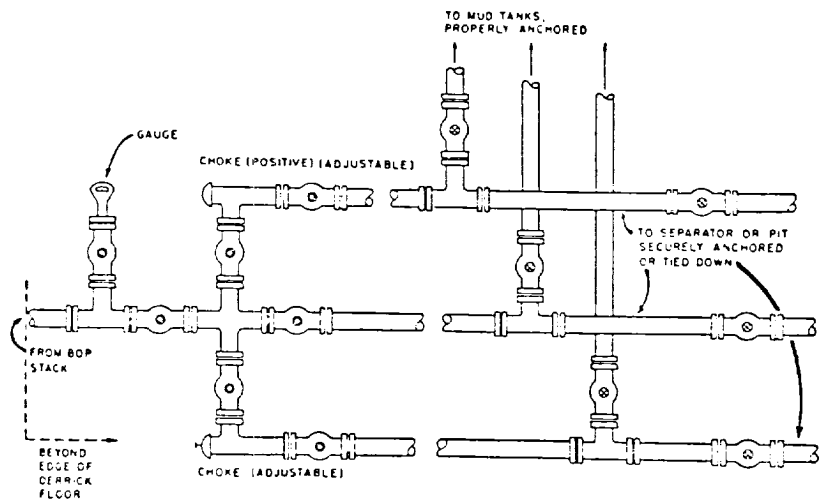 TO MUD TANKS,
PROPERLY ANCHORED
GAUGE
CHOKE (POSITIVE) (ADJUSTABLE)
TO SEPARATOR OR PIT
SECURELY ANCHORED
OR TIED DOWN
FROM BOP
STACK
BEYOND
EDGE OF
DERRICK
FLOOR
CHOKE (ADJUSTABLE)